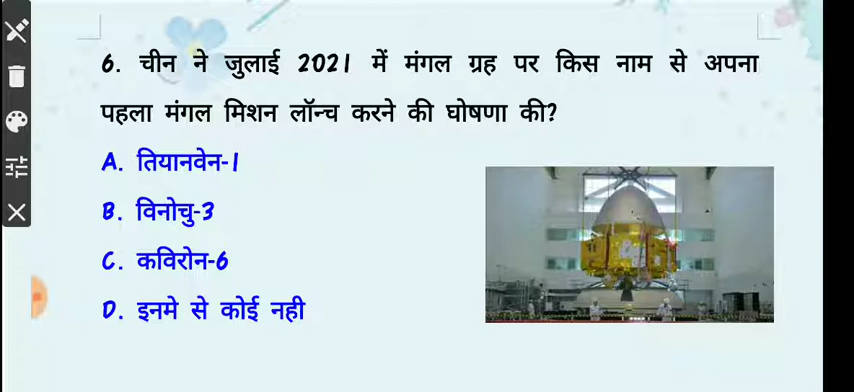 6. चीन ने जुलाई 2021 में मंगल ग्रह पर किस नाम से अपना
पहला मंगल मिशन लॉन्च करने की घोषणा की?
A. तियानवेन-1
B. विनोचु-3
C. कविरोन-6
D. इनमे से कोई नही